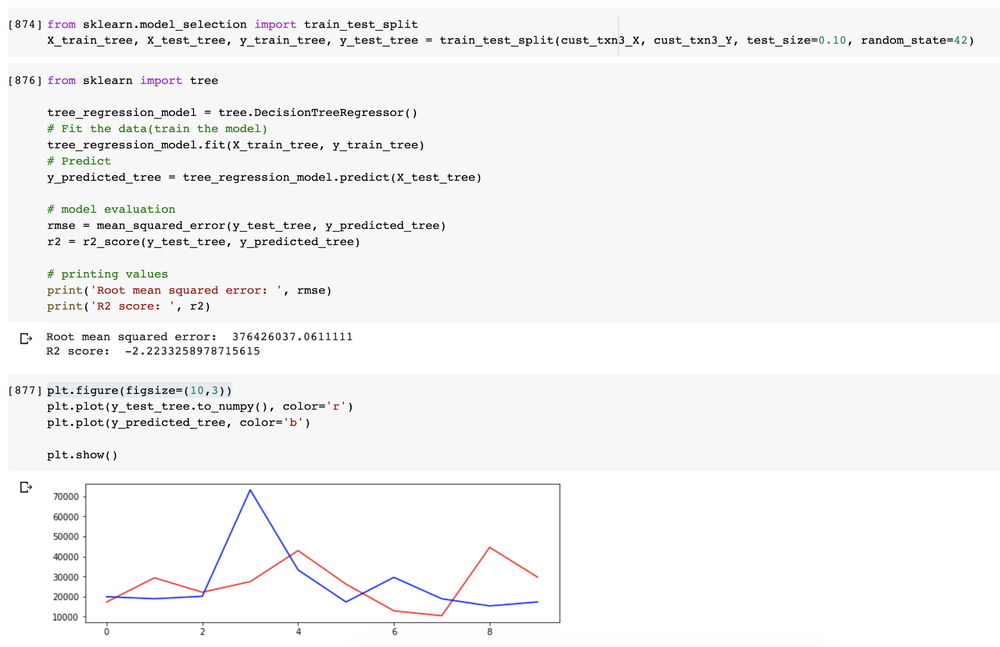 [874] from sklearn.model_selection import train_test_split
X_train_tree, X_test_tree, y_train_tree, y_test_tree = train_test_split(cust_txn3_X, cust_txn3_Y, test_size=0.10, random_state=42)
[876] from sklearn import tree
tree_regression_model = tree.DecisionTreeRegressor()
# Fit the data(train the model)
tree_regression_model.fit(X_train_tree, y_train_tree)
# Predict
y_predicted_tree = tree_regression_model.predict(X_test_tree)
# model evaluation
rmse = mean_squared_error(y_test_tree, y_predicted_tree)
r2 = r2_score(y_test_tree, y_predicted_tree)
# printing values
print('Root mean squared error: ', rmse)
print('R2 score: ', r2)
Root mean squared error:  376426037.0611111
R2 score:  -2.2233258978715615
[877] plt.figure(figsize=(10,3))
plt.plot(y_test_tree.to_numpy(), color='r')
plt.plot(y_predicted_tree, color='b')
plt.show()
70000
60000
50000
40000
30000
20000
10000
0 2 4 6 8